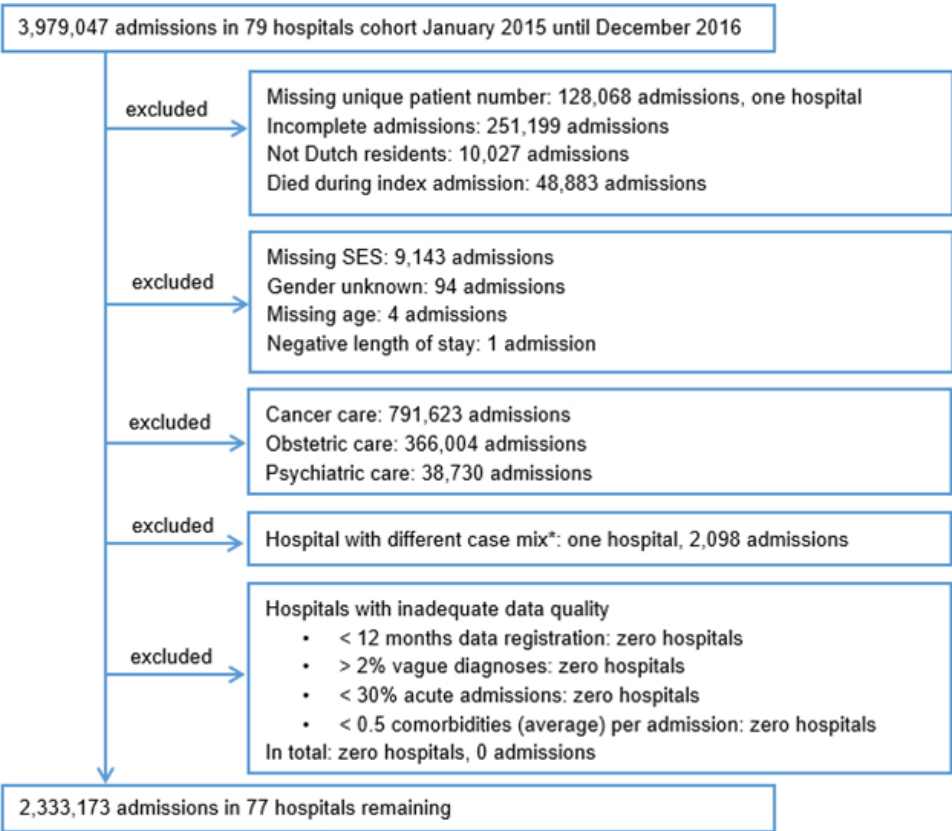 3,979,047 admissions in 79 hospitals cohort January 2015 until December 2016
excluded
Missing unique patient number: 128,068 admissions, one hospital
Incomplete admissions: 251,199 admissions
Not Dutch residents: 10,027 admissions
Died during index admission: 48,883 admissions
excluded
Missing SES: 9,143 admissions
Gender unknown: 94 admissions
Missing age: 4 admissions
Negative length of stay: 1 admission
excluded
Cancer care: 791,623 admissions
Obstetric care: 366,004 admissions
Psychiatric care: 38,730 admissions
excluded
Hospital with different case mix*: one hospital, 2,098 admissions
excluded
Hospitals with inadequate data quality
• < 12 months data registration: zero hospitals
• > 2% vague diagnoses: zero hospitals
• < 30% acute admissions: zero hospitals
• < 0.5 comorbidities (average) per admission: zero hospitals
In total: zero hospitals, 0 admissions
2,333,173 admissions in 77 hospitals remaining